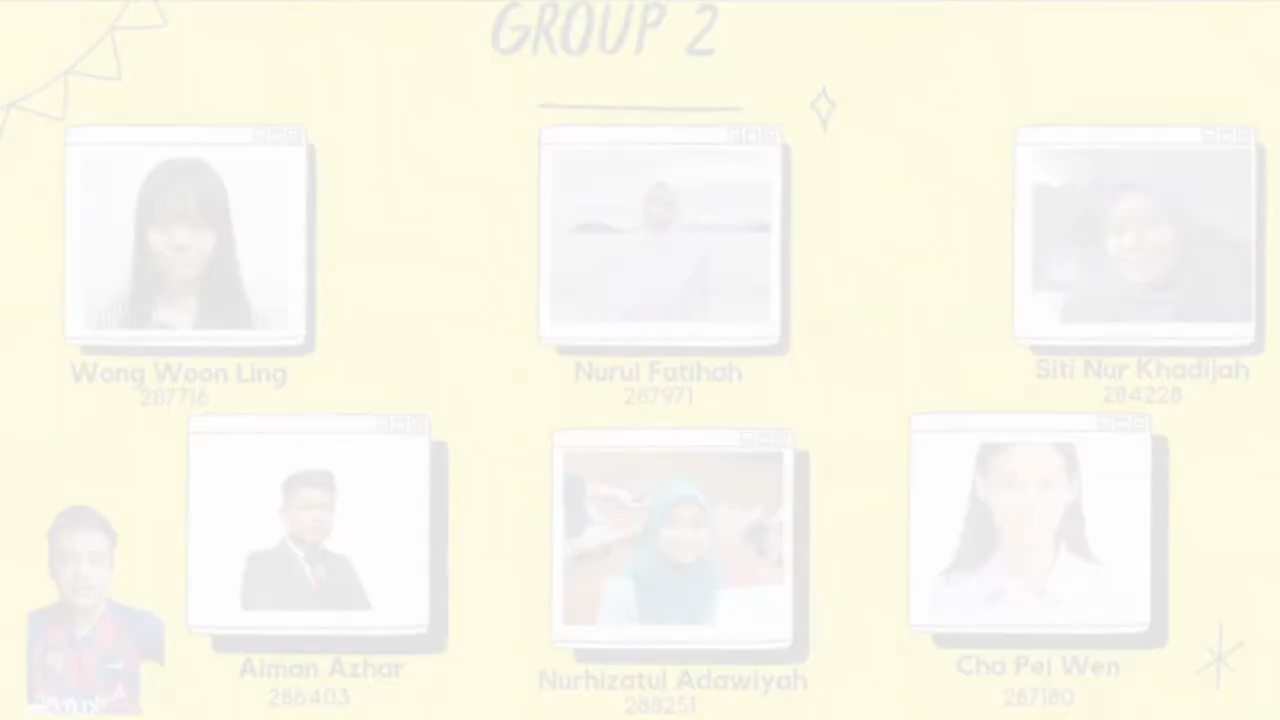 GROUP 2
Wong Woon Ling
287716
Nurul Fatihah
287971
Siti Nur Khadijah
284228
Aiman Azhar
286403
Nurhizatul Adawiyah
288251
Cha Pei Wen
287180